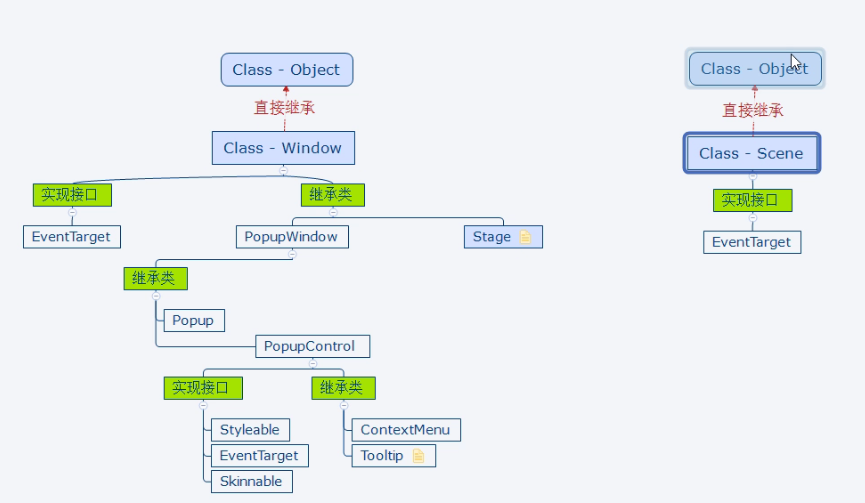 Class - Object
直接继承
Class - Window
实现接口
继承类
EventTarget
PopupWindow
Stage
继承类
Popup
PopupControl
实现接口
继承类
Styleable
ContextMenu
EventTarget
Tooltip
Skinnable
Class - Object
直接继承
Class - Scene
实现接口
EventTarget